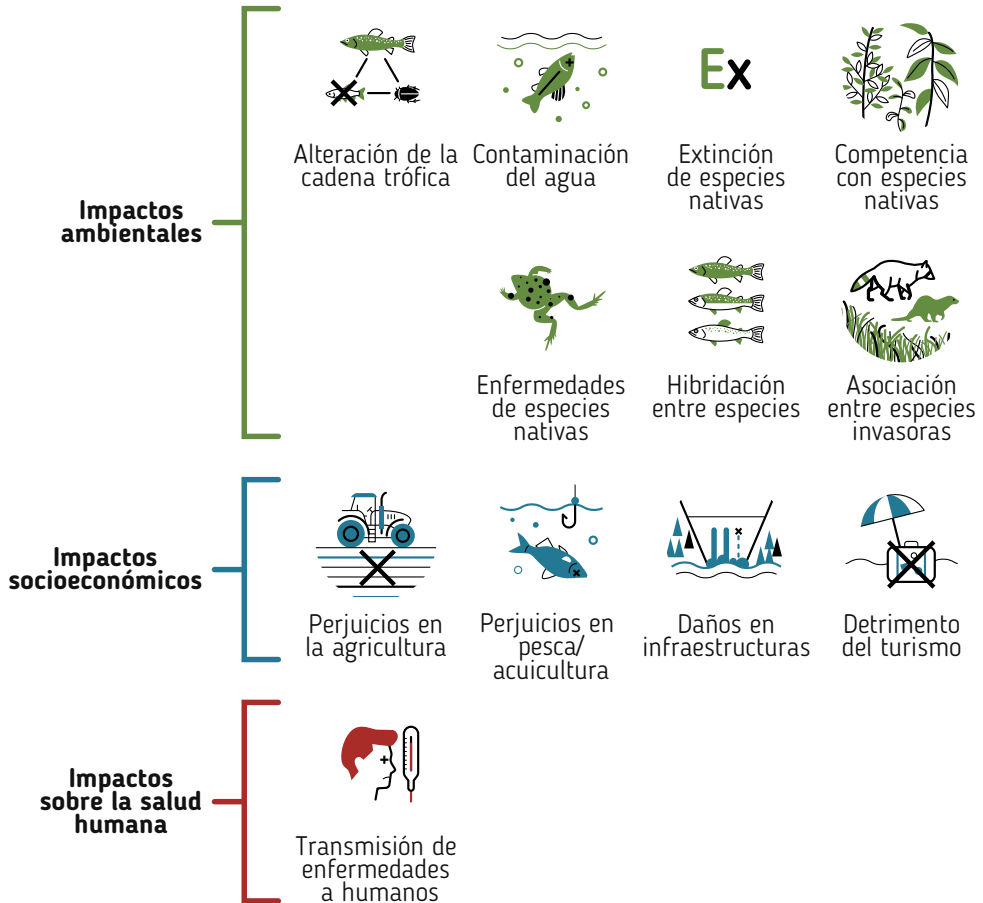 Impactos
ambientales
Ex
Alteración de la
cadena trófica
Contaminación
del agua
Extinción
de especies
nativas
Competencia
con especies
nativas
Enfermedades
de especies
nativas
Hibridación
entre especies
Asociación
entre especies
invasoras
Impactos
socioeconómicos
Perjuicios en
la agricultura
Perjuicios en
pesca/
acuicultura
Daños en
infraestructuras
Detrimento
del turismo
Impactos
sobre la salud
humana
Transmisión de
enfermedades
a humanos